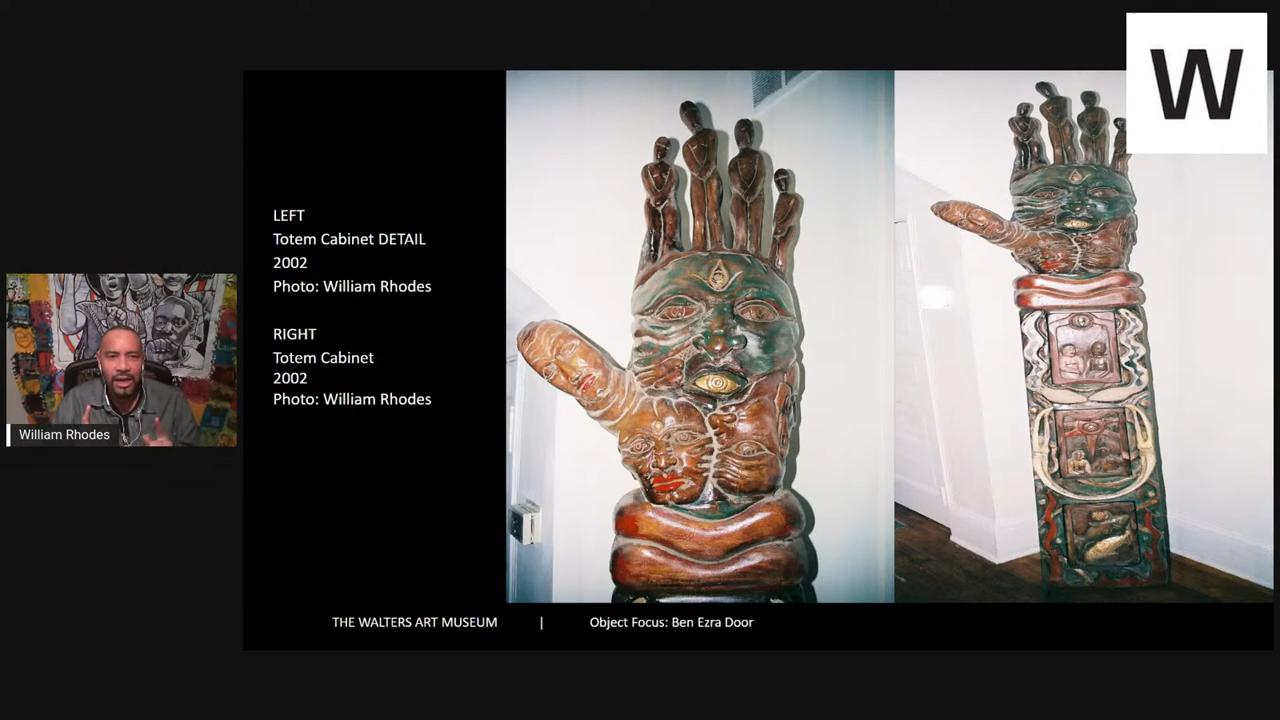 W
LEFT
Totem Cabinet DETAIL
2002
Photo: William Rhodes
RIGHT
Totem Cabinet
2002
Photo: William Rhodes
William Rhodes
THE WALTERS ART MUSEUM | Object Focus: Ben Ezra Door